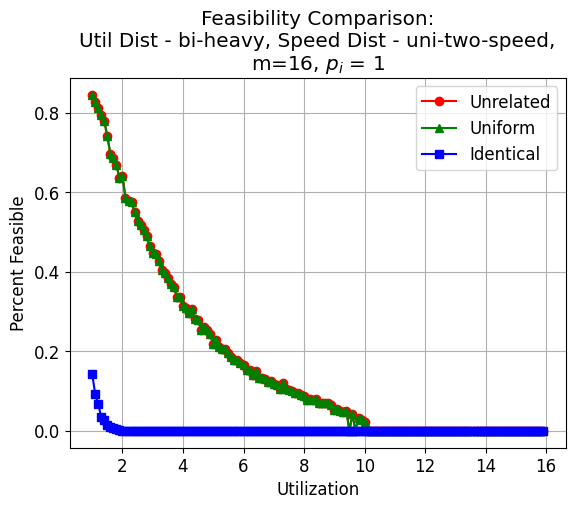 Feasibility Comparison:
Util Dist - bi-heavy, Speed Dist - uni-two-speed,
m=16, $p_i$ = 1
Unrelated
Uniform
Identical
0.8
0.6
0.4
0.2
0.0
Percent Feasible
2 4 6 8 10 12 14 16
Utilization